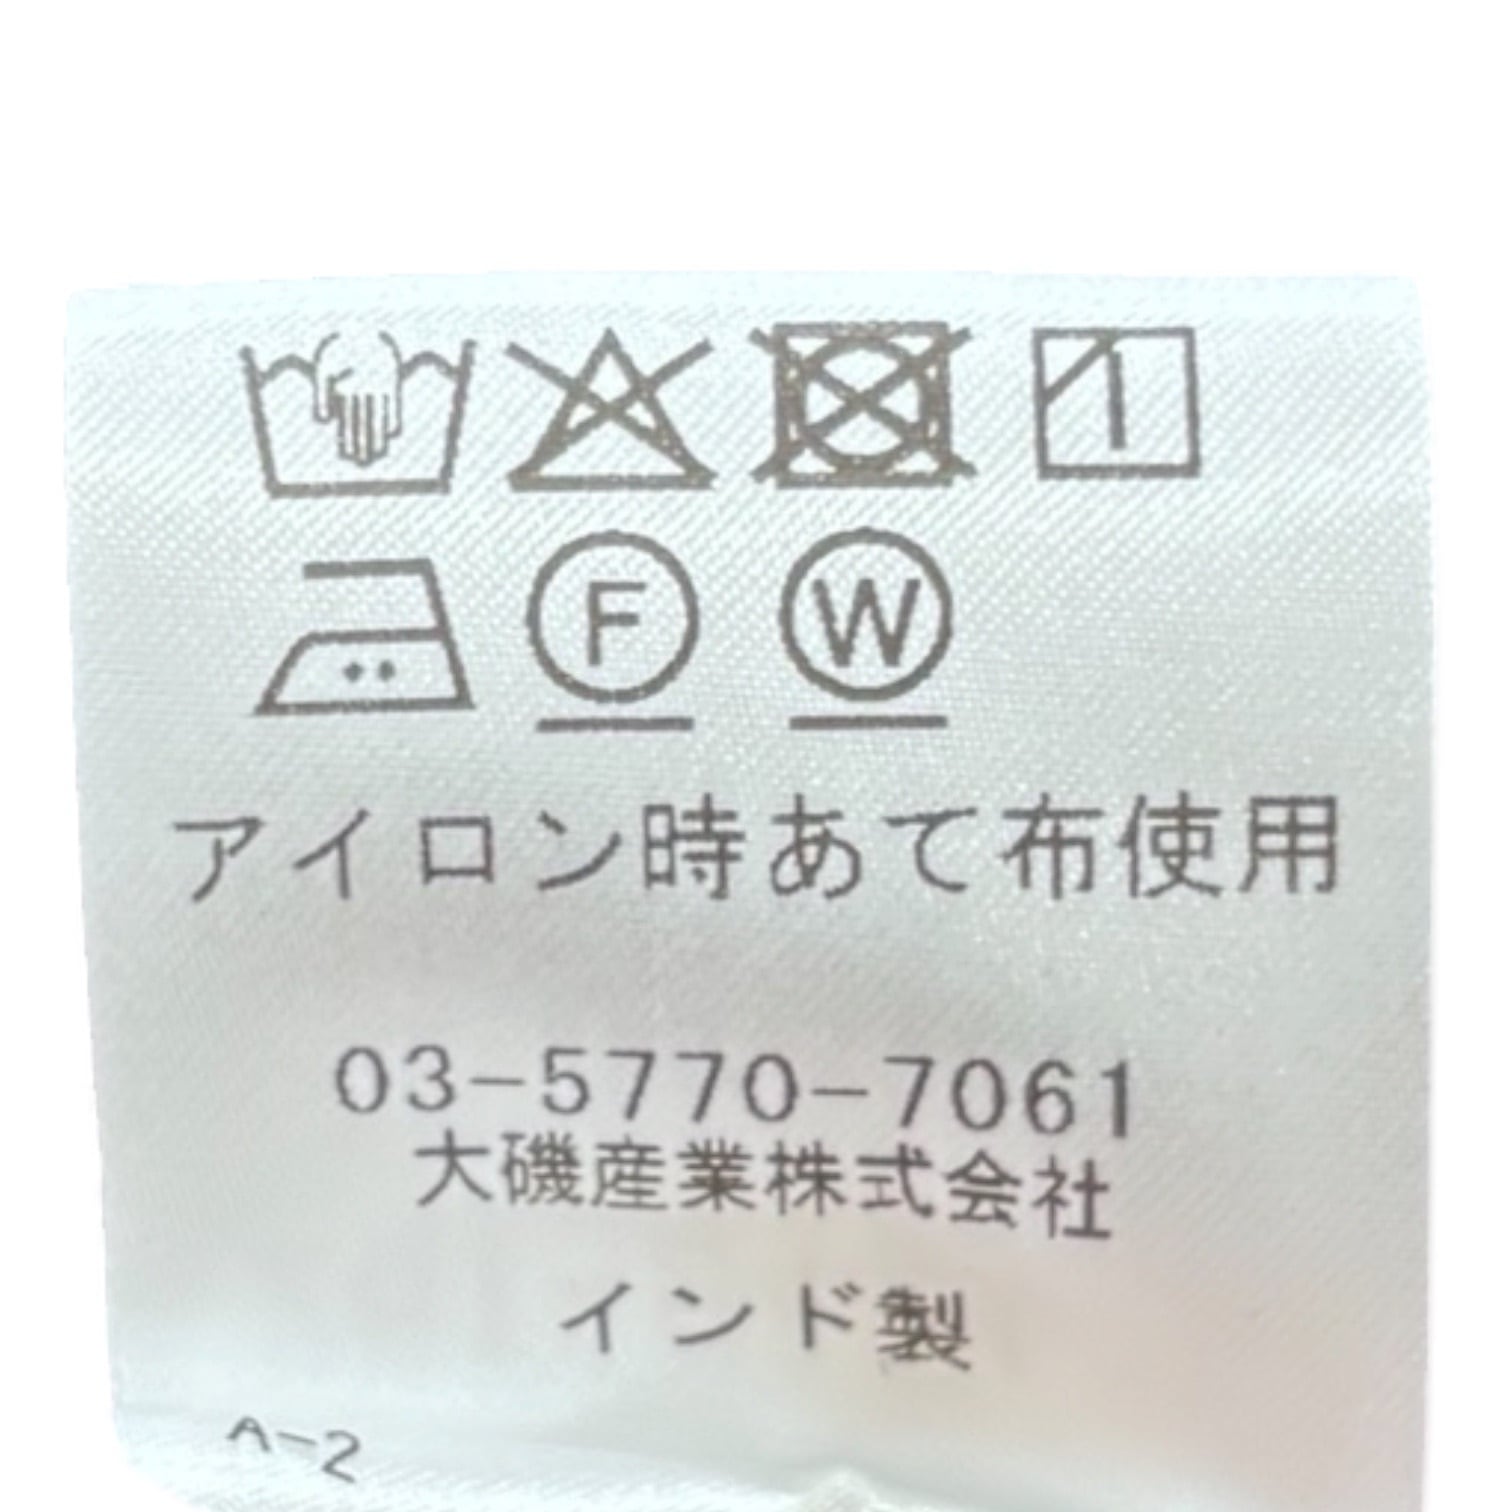 F W
アイロン時あて布使用
03-5770-7061
大磯産業株式会社
インド製
A-2